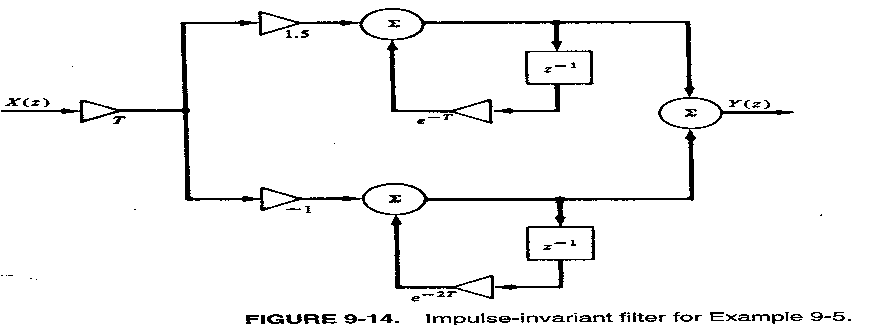 1.5
Σ
z⁻¹
e⁻ᵀ
X(z)
T
Σ
Y(z)
−1
Σ
z⁻¹
e⁻²ᵀ
FIGURE 9-14. Impulse-invariant filter for Example 9-5.